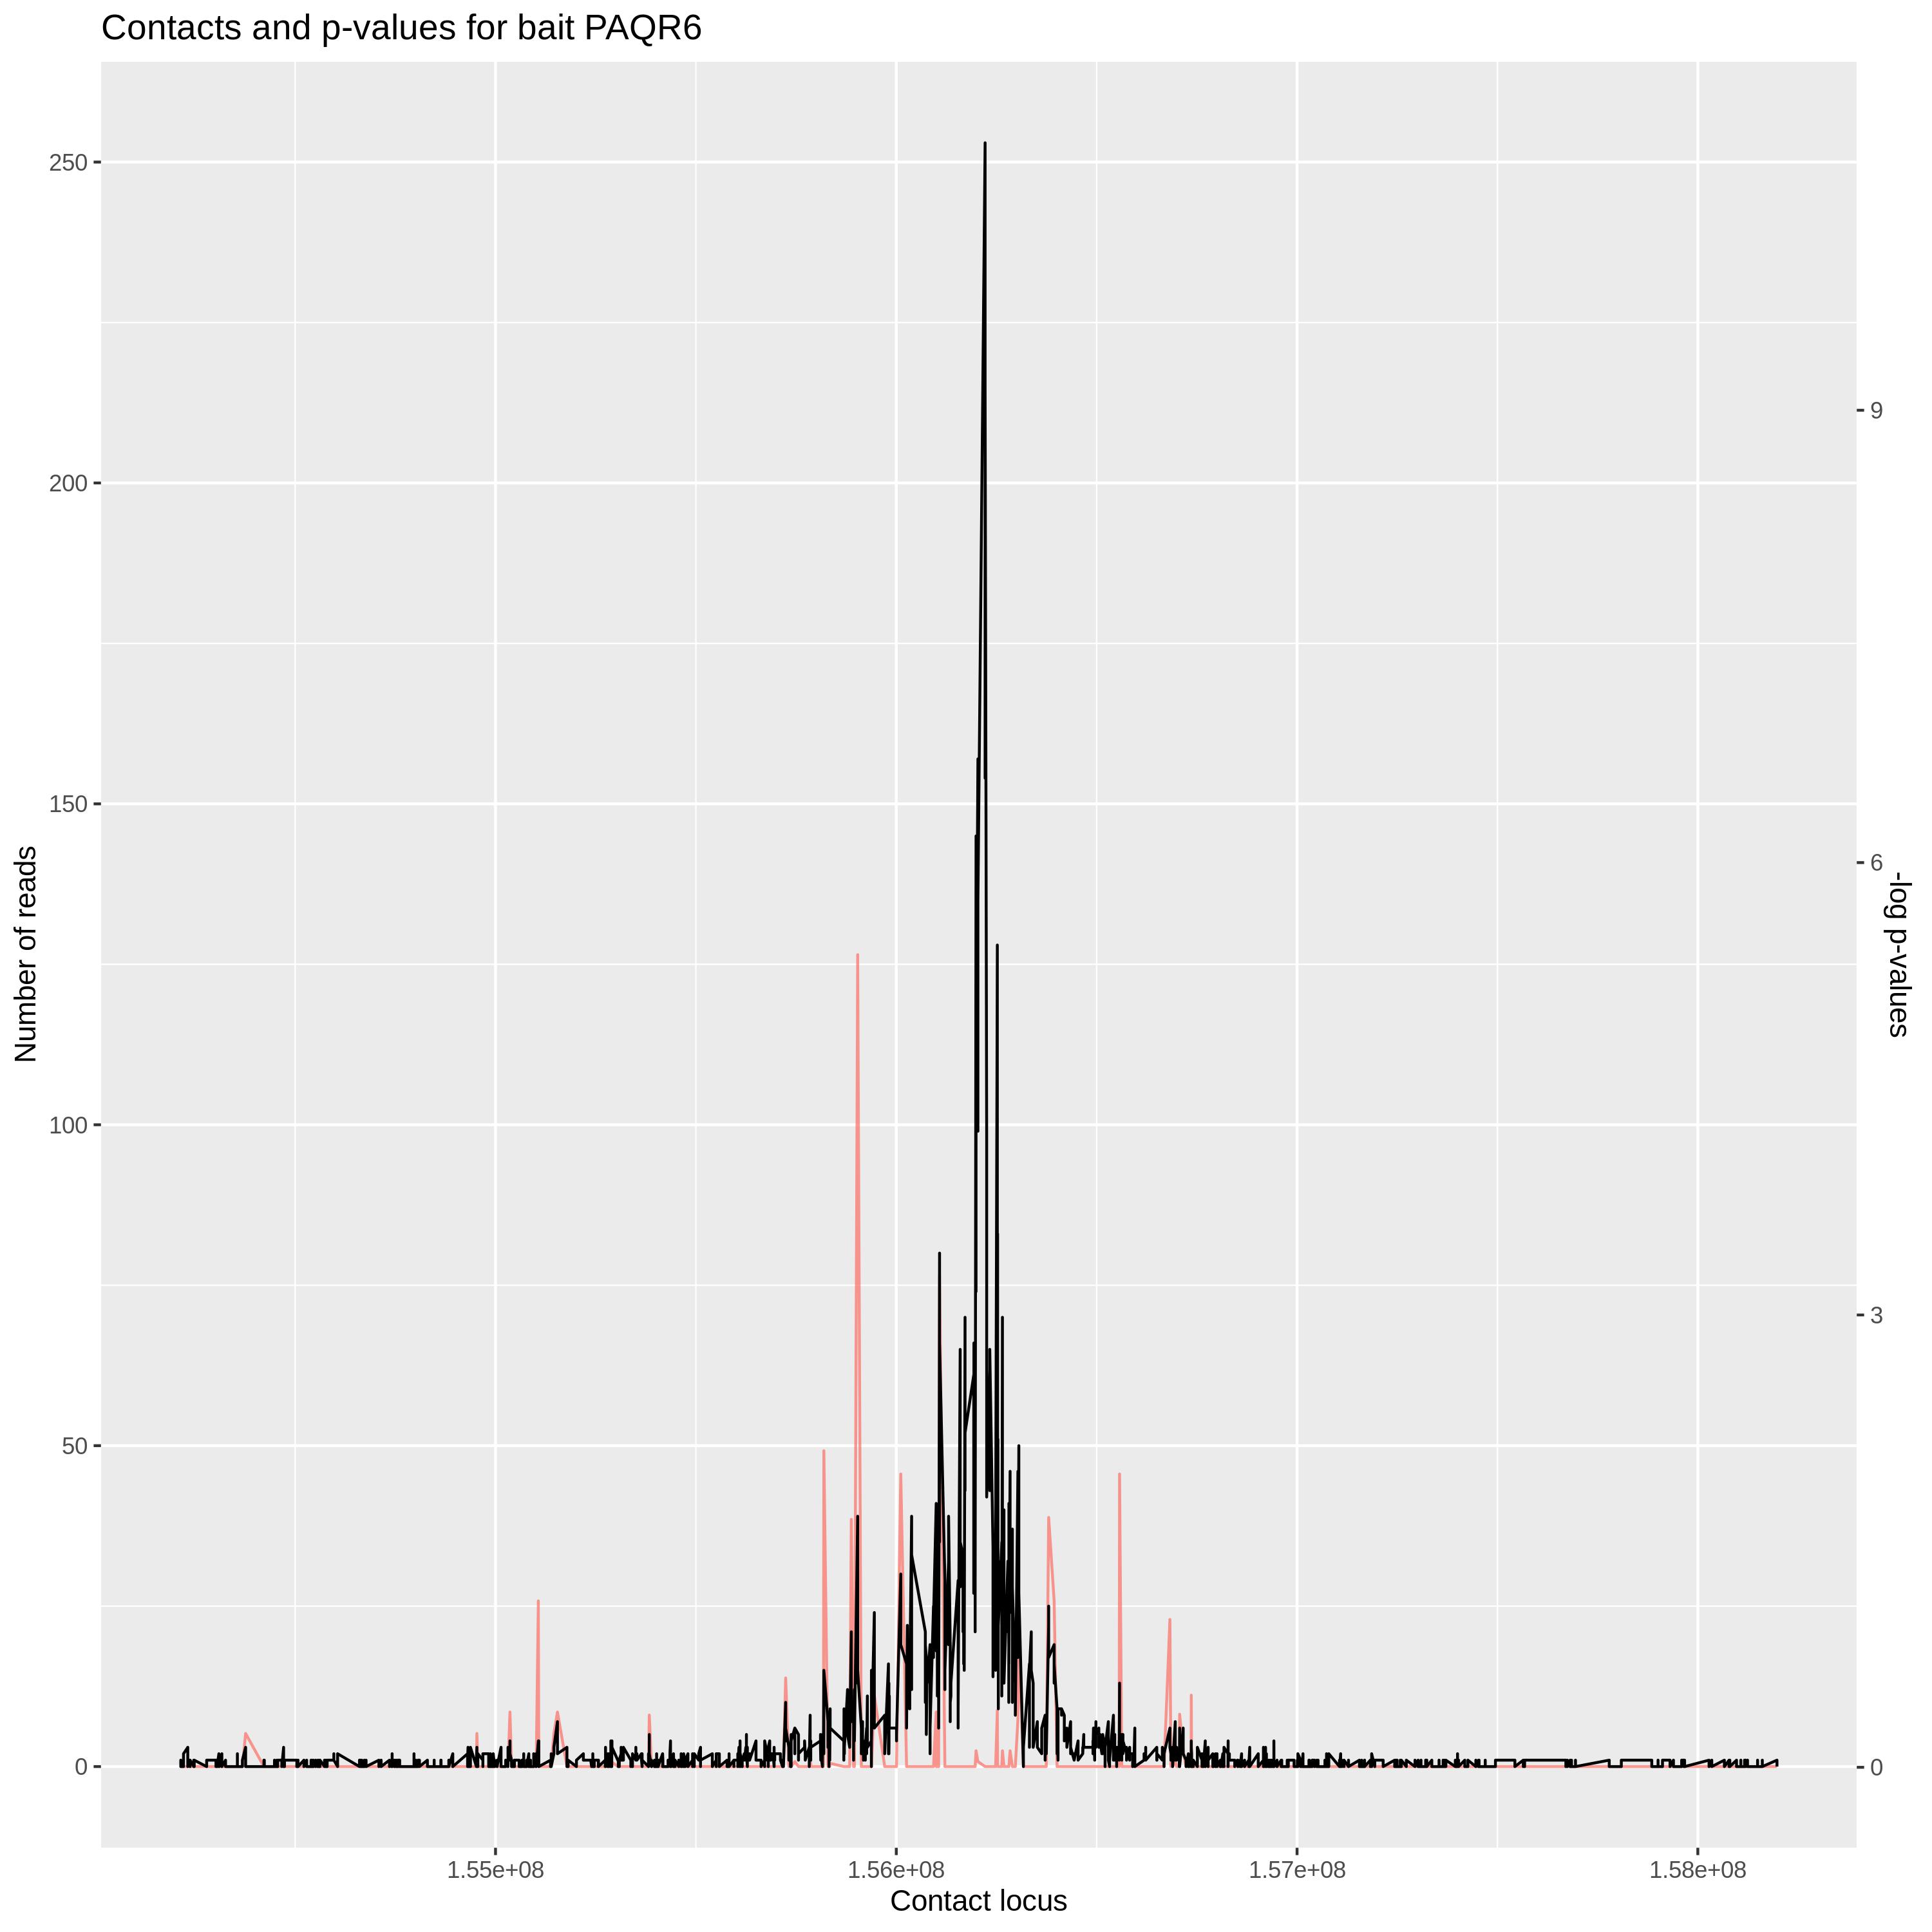 Contacts and p-values for bait PAQR6
250
200
150
100
50
0
Number of reads
9
6
3
0
-log p-values
1.55e+08
1.56e+08
1.57e+08
1.58e+08
Contact locus